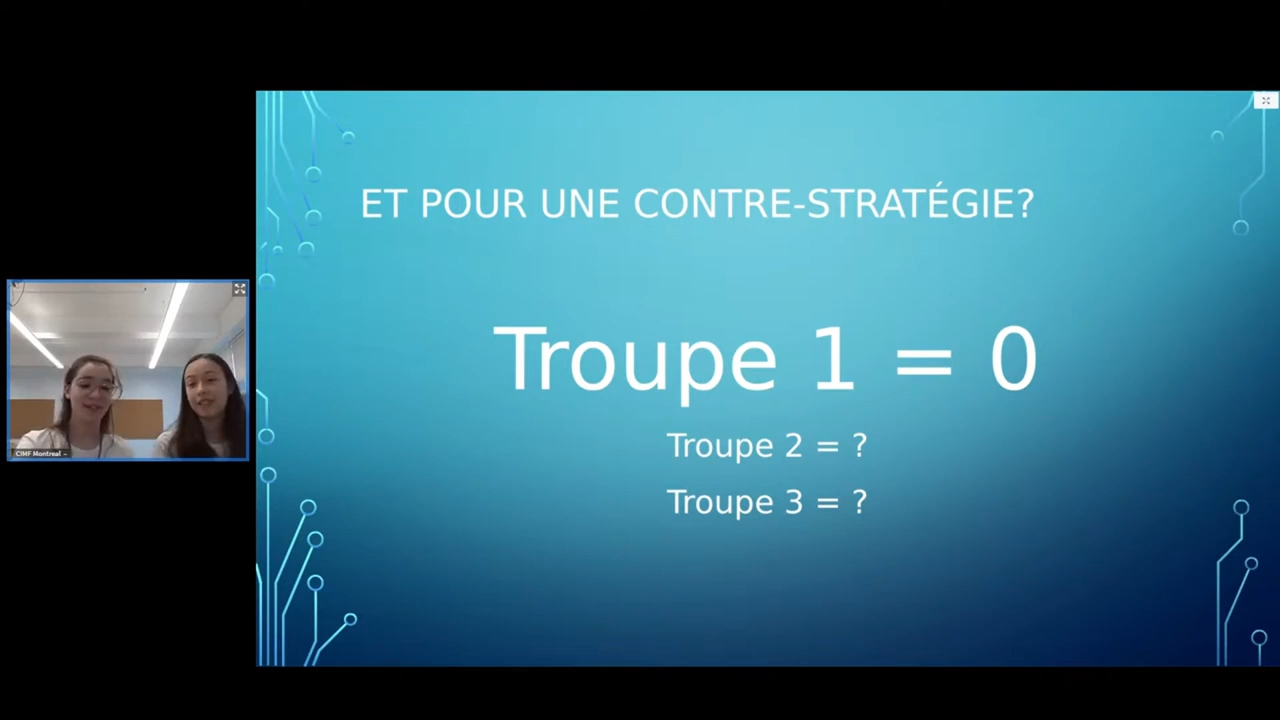 ET POUR UNE CONTRE-STRATÉGIE?
Troupe 1 = 0
Troupe 2 = ?
Troupe 3 = ?
CIMF Montreal ~